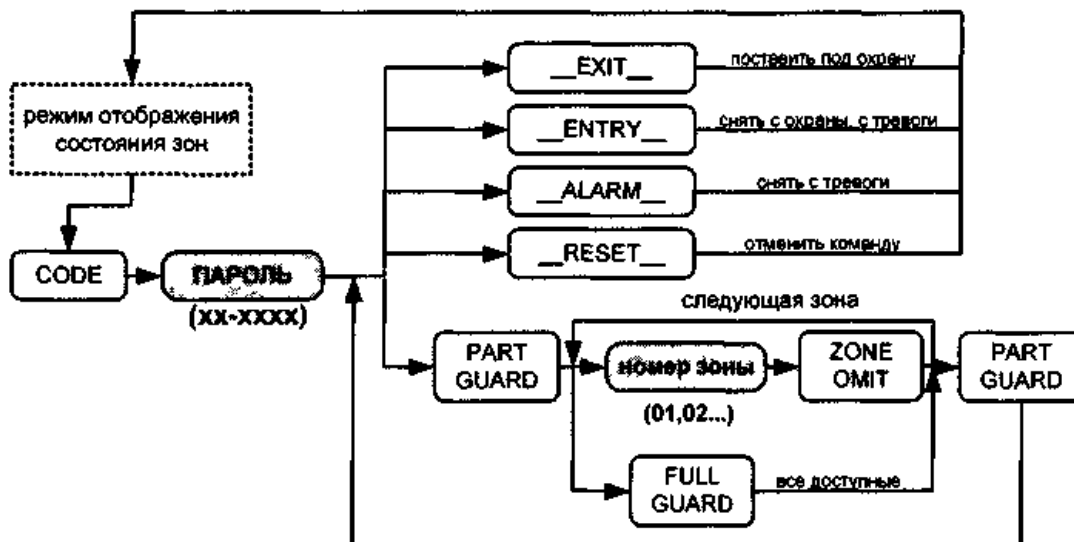 __EXIT__
поставить под охрану
режим отображения
состояния зон
__ENTRY__
снять с охраны, с тревоги
__ALARM__
снять с тревоги
__RESET__
отменить команду
CODE
ПАРОЛЬ
(xx-xxxx)
следующая зона
PART
GUARD
номер зоны
(01,02...)
ZONE
OMIT
PART
GUARD
FULL
GUARD
все доступные